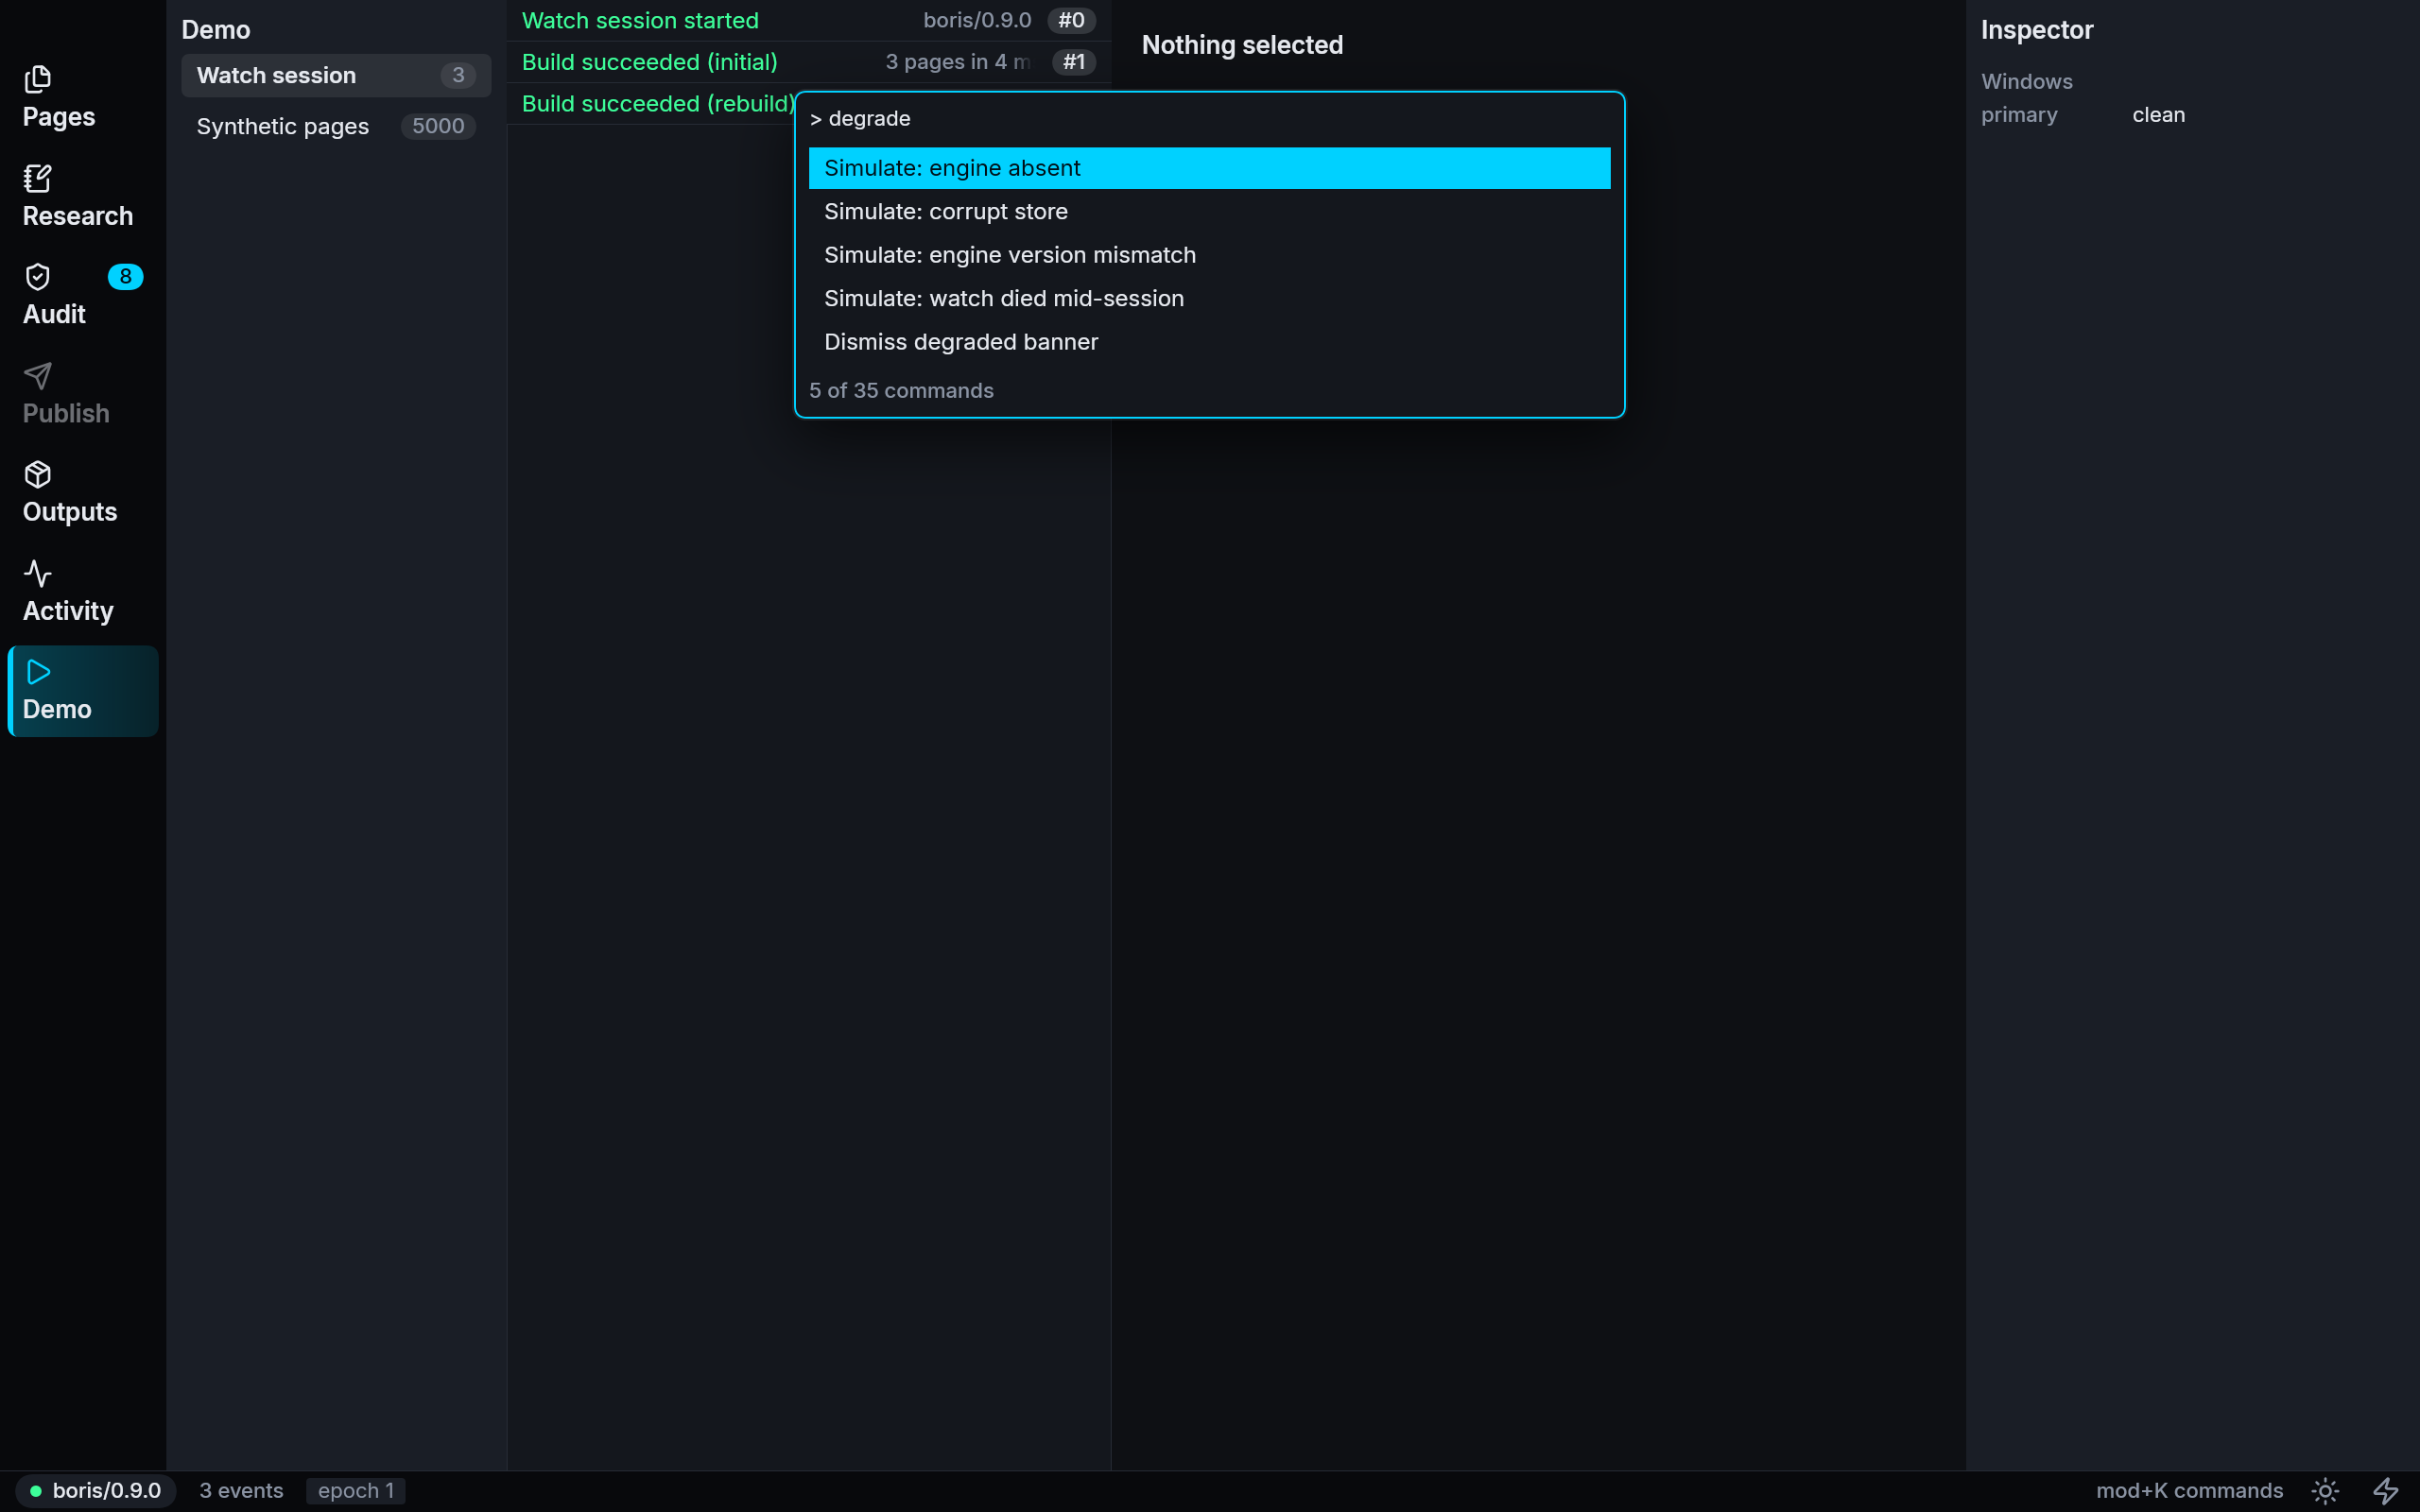 Pages
Research
8
Audit
Publish
Outputs
Activity
Demo
Demo
Watch session 3
Synthetic pages 5000
Watch session started boris/0.9.0 #0
Build succeeded (initial) 3 pages in 4 m #1
Build succeeded (rebuild)
> degrade
Simulate: engine absent
Simulate: corrupt store
Simulate: engine version mismatch
Simulate: watch died mid-session
Dismiss degraded banner
5 of 35 commands
Nothing selected
Inspector
Windows
primary clean
boris/0.9.0 3 events epoch 1 mod+K commands